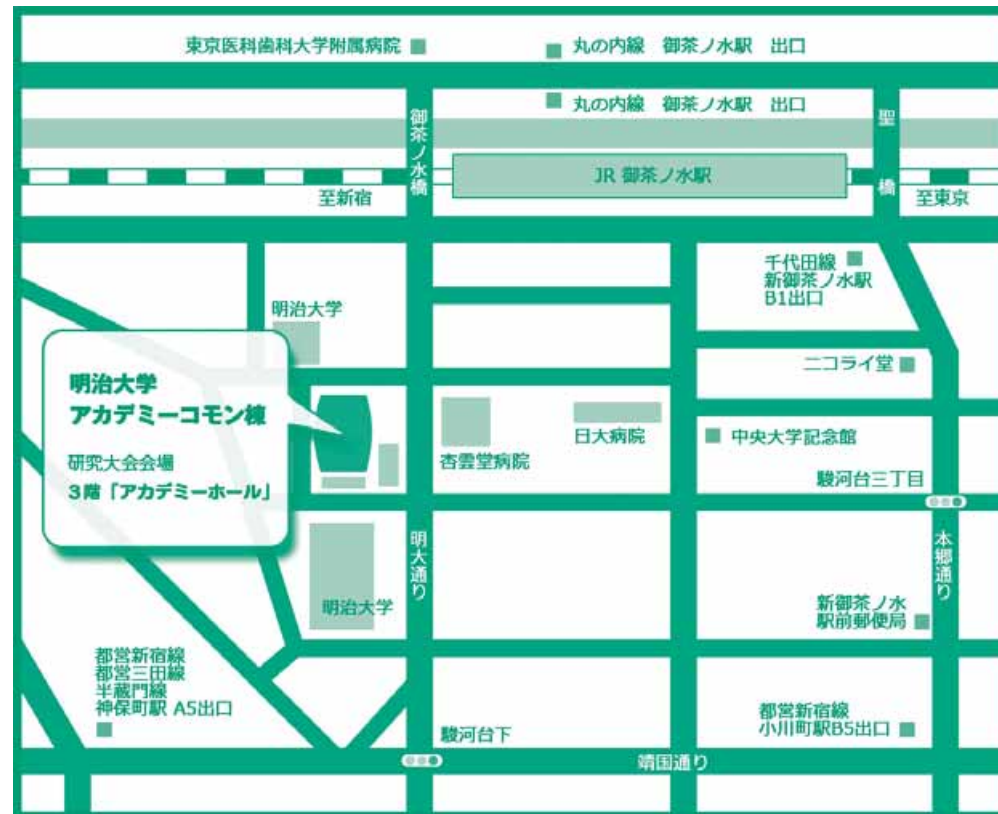 東京医科歯科大学附属病院
丸の内線 御茶ノ水駅 出口
丸の内線 御茶ノ水駅 出口
御茶ノ水橋
聖橋
JR 御茶ノ水駅
至新宿
至東京
千代田線
新御茶ノ水駅
B1出口
明治大学
ニコライ堂
明治大学
アカデミーコモン棟
研究大会会場
3階「アカデミーホール」
杏雲堂病院
日大病院
中央大学記念館
駿河台三丁目
明大通り
本郷通り
明治大学
新御茶ノ水
駅前郵便局
都営新宿線
都営三田線
半蔵門線
神保町駅 A5出口
駿河台下
都営新宿線
小川町駅B5出口
靖国通り